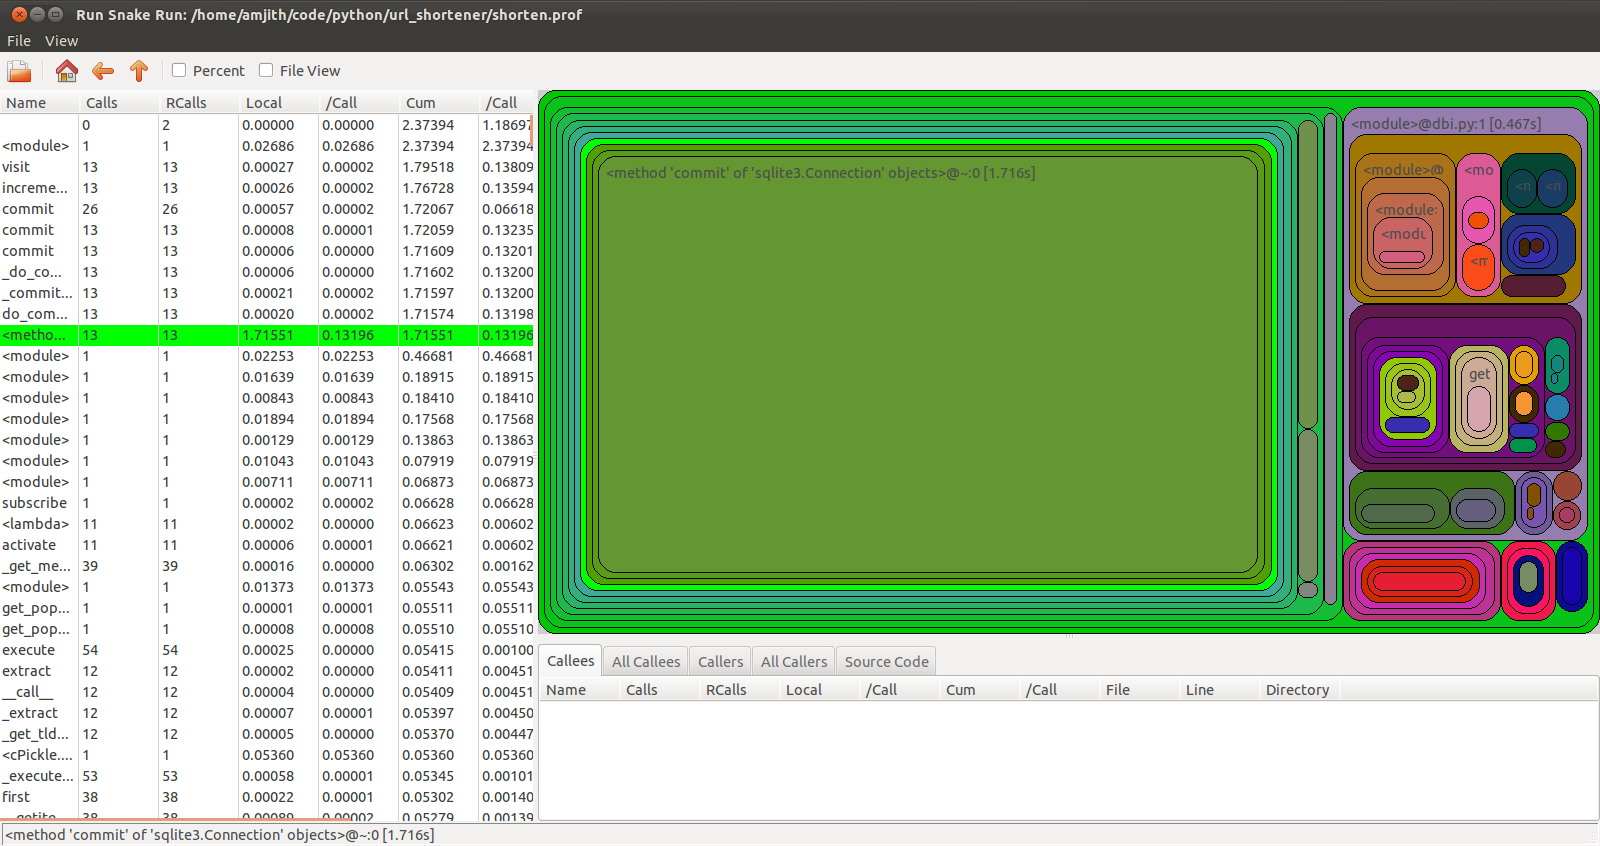 Run Snake Run: /home/amjith/code/python/url_shortener/shorten.prof
File View
Percent File View
Name Calls RCalls Local /Call Cum /Call
0 2 0.00000 0.00000 2.37394 1.18697
<module> 1 1 0.02686 0.02686 2.37394 2.37394
visit 13 13 0.00027 0.00002 1.79518 0.13809
increme... 13 13 0.00026 0.00002 1.76728 0.13594
commit 26 26 0.00057 0.00002 1.72067 0.06618
commit 13 13 0.00008 0.00001 1.72059 0.13235
commit 13 13 0.00006 0.00000 1.71609 0.13201
_do_co... 13 13 0.00006 0.00000 1.71602 0.13200
_commit... 13 13 0.00021 0.00002 1.71597 0.13200
do_com... 13 13 0.00020 0.00002 1.71574 0.13198
<metho... 13 13 1.71551 0.13196 1.71551 0.13196
<module> 1 1 0.02253 0.02253 0.46681 0.46681
<module> 1 1 0.01639 0.01639 0.18915 0.18915
<module> 1 1 0.00843 0.00843 0.18410 0.18410
<module> 1 1 0.01894 0.01894 0.17568 0.17568
<module> 1 1 0.00129 0.00129 0.13863 0.13863
<module> 1 1 0.01043 0.01043 0.07919 0.07919
<module> 1 1 0.00711 0.00711 0.06873 0.06873
subscribe 1 1 0.00002 0.00002 0.06628 0.06628
<lambda> 11 11 0.00002 0.00000 0.06623 0.00602
activate 11 11 0.00006 0.00001 0.06621 0.00602
_get_me... 39 39 0.00016 0.00000 0.06302 0.00162
<module> 1 1 0.01373 0.01373 0.05543 0.05543
get_pop... 1 1 0.00001 0.00001 0.05511 0.05511
get_pop... 1 1 0.00008 0.00008 0.05510 0.05510
execute 54 54 0.00025 0.00000 0.05415 0.00100
extract 12 12 0.00002 0.00000 0.05411 0.00451
__call__ 12 12 0.00004 0.00000 0.05409 0.00451
_extract 12 12 0.00007 0.00001 0.05397 0.00450
_get_tld... 12 12 0.00005 0.00000 0.05370 0.00447
<cPickle.... 1 1 0.05360 0.05360 0.05360 0.05360
_execute... 53 53 0.00058 0.00001 0.05345 0.00101
first 38 38 0.00022 0.00001 0.05302 0.00140
__getite... 38 38 0.00089 0.00002 0.05279 0.00139
<method 'commit' of 'sqlite3.Connection' objects>@~:0 [1.716s]
<module>@dbi.py:1 [0.467s]
<module>@
<mo
<module:
<modu
<m
get
Callees All Callees Callers All Callers Source Code
Name Calls RCalls Local /Call Cum /Call File Line Directory
<method 'commit' of 'sqlite3.Connection' objects>@~:0 [1.716s]